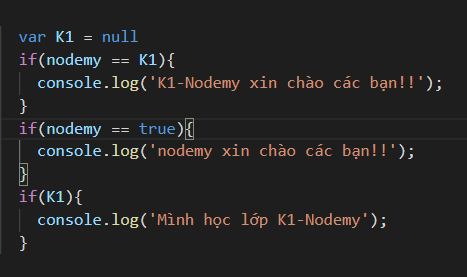 var K1 = null
if(nodemy == K1){
  console.log('K1-Nodemy xin chào các bạn!!');
}
if(nodemy == true){
  console.log('nodemy xin chào các bạn!!');
}
if(K1){
  console.log('Mình học lớp K1-Nodemy');
}